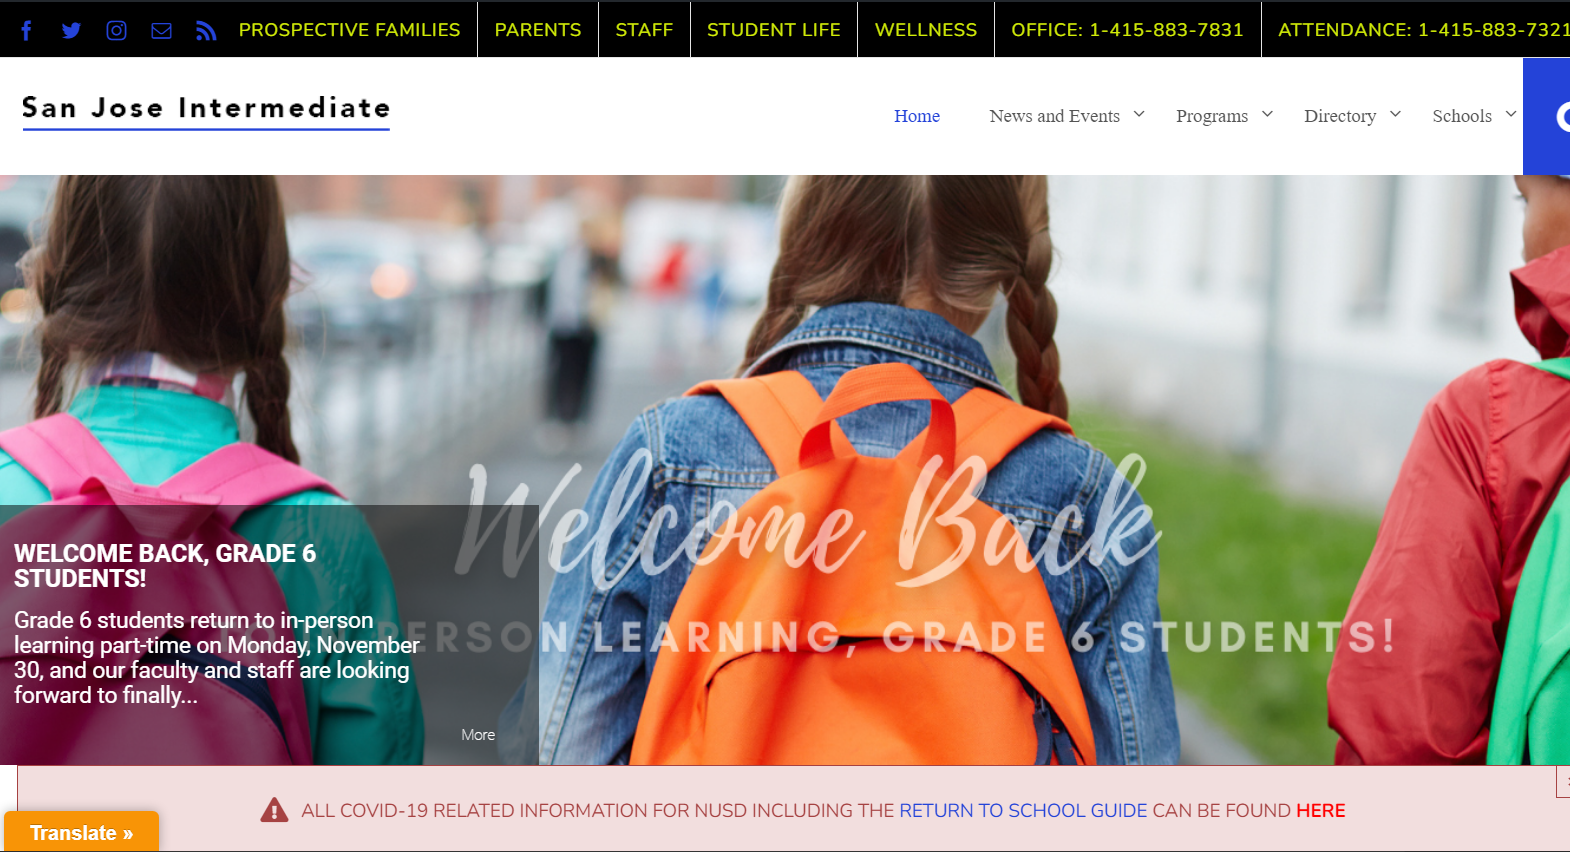 PROSPECTIVE FAMILIES PARENTS STAFF STUDENT LIFE WELLNESS OFFICE: 1-415-883-7831 ATTENDANCE: 1-415-883-7321
San Jose Intermediate
Home News and Events Programs Directory Schools
Welcome Back
PERSON LEARNING, GRADE 6 STUDENTS!
WELCOME BACK, GRADE 6
STUDENTS!
Grade 6 students return to in-person
learning part-time on Monday, November
30, and our faculty and staff are looking
forward to finally...
More
ALL COVID-19 RELATED INFORMATION FOR NUSD INCLUDING THE RETURN TO SCHOOL GUIDE CAN BE FOUND HERE
Translate »